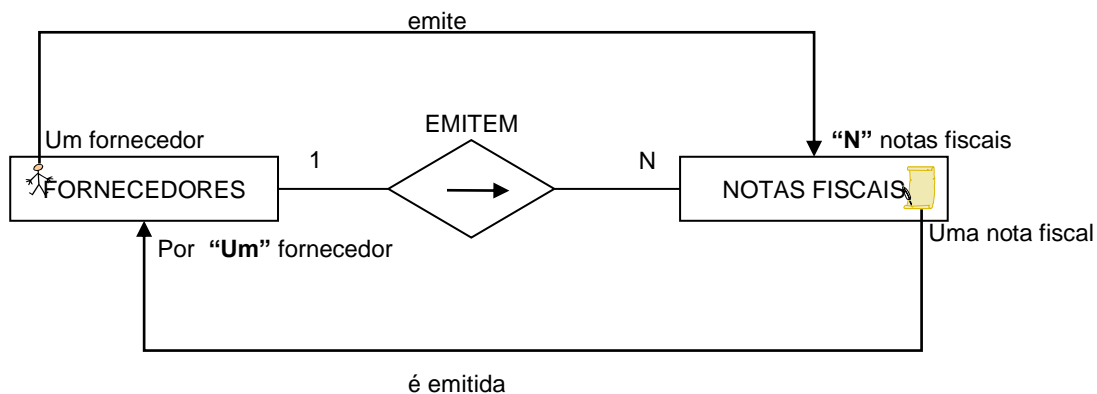 emite
Um fornecedor
EMITEM
“N” notas fiscais
1
N
FORNECEDORES
NOTAS FISCAIS
Por “Um” fornecedor
Uma nota fiscal
é emitida